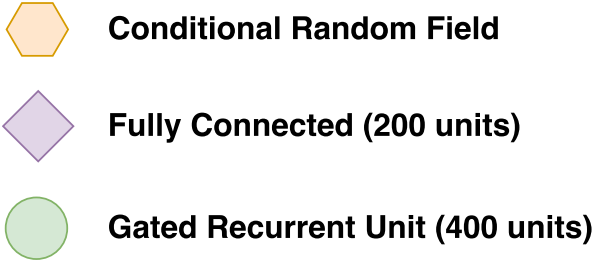 Conditional Random Field
Fully Connected (200 units)
Gated Recurrent Unit (400 units)